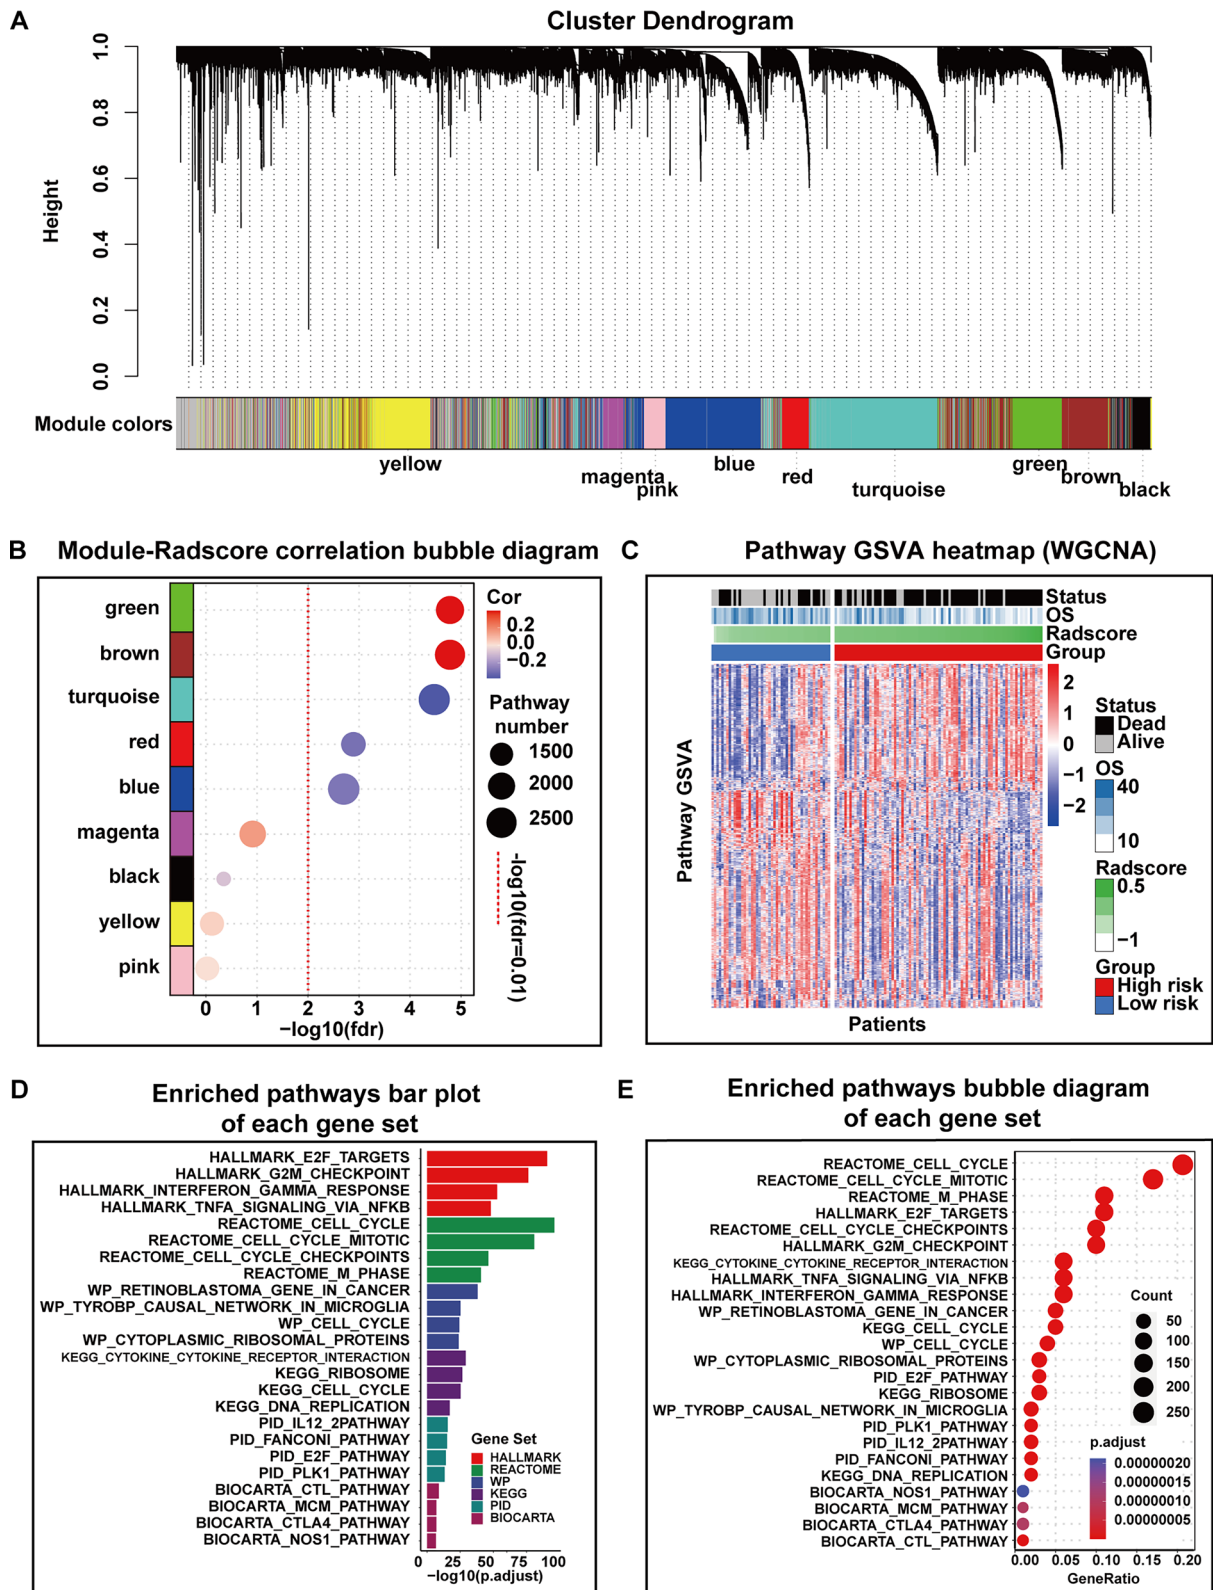 A
Cluster Dendrogram
Height
1.0
0.8
0.6
0.4
0.2
0.0
Module colors
yellow
magenta
pink
blue
red
turquoise
green
brown
black
B
Module-Radscore correlation bubble diagram
green
brown
turquoise
red
blue
magenta
black
yellow
pink
0 1 2 3 4 5
−log10(fdr)
Cor
0.2
0.0
−0.2
Pathway
number
1500
2000
2500
-log10(fdr=0.01)
C
Pathway GSVA heatmap (WGCNA)
Status
OS
Radscore
Group
Pathway GSVA
Patients
2
1
0
−1
−2
Status
Dead
Alive
OS
40
10
Radscore
0.5
−1
Group
High risk
Low risk
D
Enriched pathways bar plot
of each gene set
HALLMARK_E2F_TARGETS
HALLMARK_G2M_CHECKPOINT
HALLMARK_INTERFERON_GAMMA_RESPONSE
HALLMARK_TNFA_SIGNALING_VIA_NFKB
REACTOME_CELL_CYCLE
REACTOME_CELL_CYCLE_MITOTIC
REACTOME_CELL_CYCLE_CHECKPOINTS
REACTOME_M_PHASE
WP_RETINOBLASTOMA_GENE_IN_CANCER
WP_TYROBP_CAUSAL_NETWORK_IN_MICROGLIA
WP_CELL_CYCLE
WP_CYTOPLASMIC_RIBOSOMAL_PROTEINS
KEGG_CYTOKINE_CYTOKINE_RECEPTOR_INTERACTION
KEGG_RIBOSOME
KEGG_CELL_CYCLE
KEGG_DNA_REPLICATION
PID_IL12_2PATHWAY
PID_FANCONI_PATHWAY
PID_E2F_PATHWAY
PID_PLK1_PATHWAY
BIOCARTA_CTL_PATHWAY
BIOCARTA_MCM_PATHWAY
BIOCARTA_CTLA4_PATHWAY
BIOCARTA_NOS1_PATHWAY
0 25 50 75 100
−log10(p.adjust)
Gene Set
HALLMARK
REACTOME
WP
KEGG
PID
BIOCARTA
E
Enriched pathways bubble diagram
of each gene set
REACTOME_CELL_CYCLE
REACTOME_CELL_CYCLE_MITOTIC
REACTOME_M_PHASE
HALLMARK_E2F_TARGETS
REACTOME_CELL_CYCLE_CHECKPOINTS
HALLMARK_G2M_CHECKPOINT
KEGG_CYTOKINE_CYTOKINE_RECEPTOR_INTERACTION
HALLMARK_TNFA_SIGNALING_VIA_NFKB
HALLMARK_INTERFERON_GAMMA_RESPONSE
WP_RETINOBLASTOMA_GENE_IN_CANCER
KEGG_CELL_CYCLE
WP_CELL_CYCLE
WP_CYTOPLASMIC_RIBOSOMAL_PROTEINS
PID_E2F_PATHWAY
KEGG_RIBOSOME
WP_TYROBP_CAUSAL_NETWORK_IN_MICROGLIA
PID_PLK1_PATHWAY
PID_IL12_2PATHWAY
PID_FANCONI_PATHWAY
KEGG_DNA_REPLICATION
BIOCARTA_NOS1_PATHWAY
BIOCARTA_MCM_PATHWAY
BIOCARTA_CTLA4_PATHWAY
BIOCARTA_CTL_PATHWAY
0.00 0.05 0.10 0.15 0.20
GeneRatio
Count
50
100
150
200
250
p.adjust
0.00000020
0.00000015
0.00000010
0.00000005